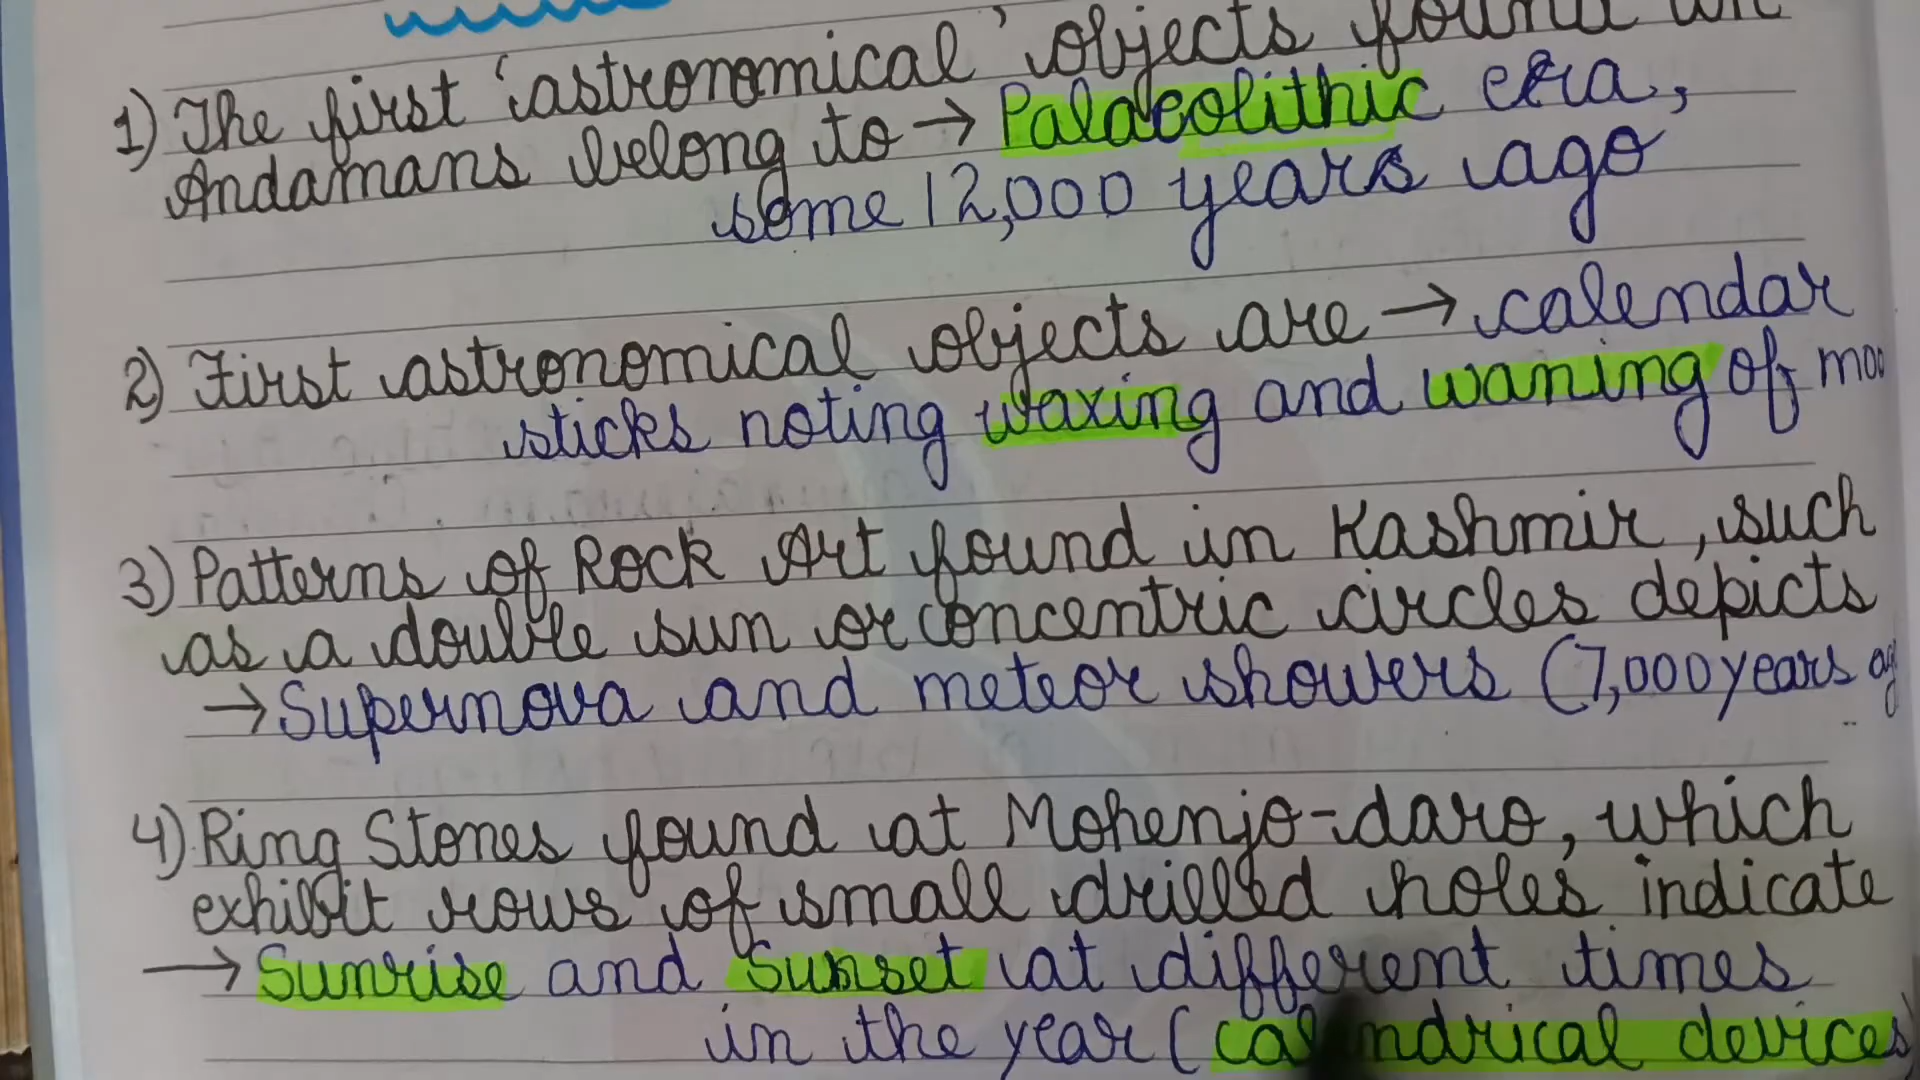 1) The first 'astronomical' objects found in
Andamans belong to → Palaeolithic era,
some 12,000 years ago
2) First astronomical objects are → calendar
sticks noting waxing and waning of moo
3) Patterns of Rock Art found in Kashmir, such
as a double sun or concentric circles depicts
→ Supernova and meteor showers (7,000 years ag
4) Ring Stones found at Mohenjo-daro, which
exhibit rows of small drilled holes indicate
→ Sunrise and Sunset at different times
in the year (calendrical devices)